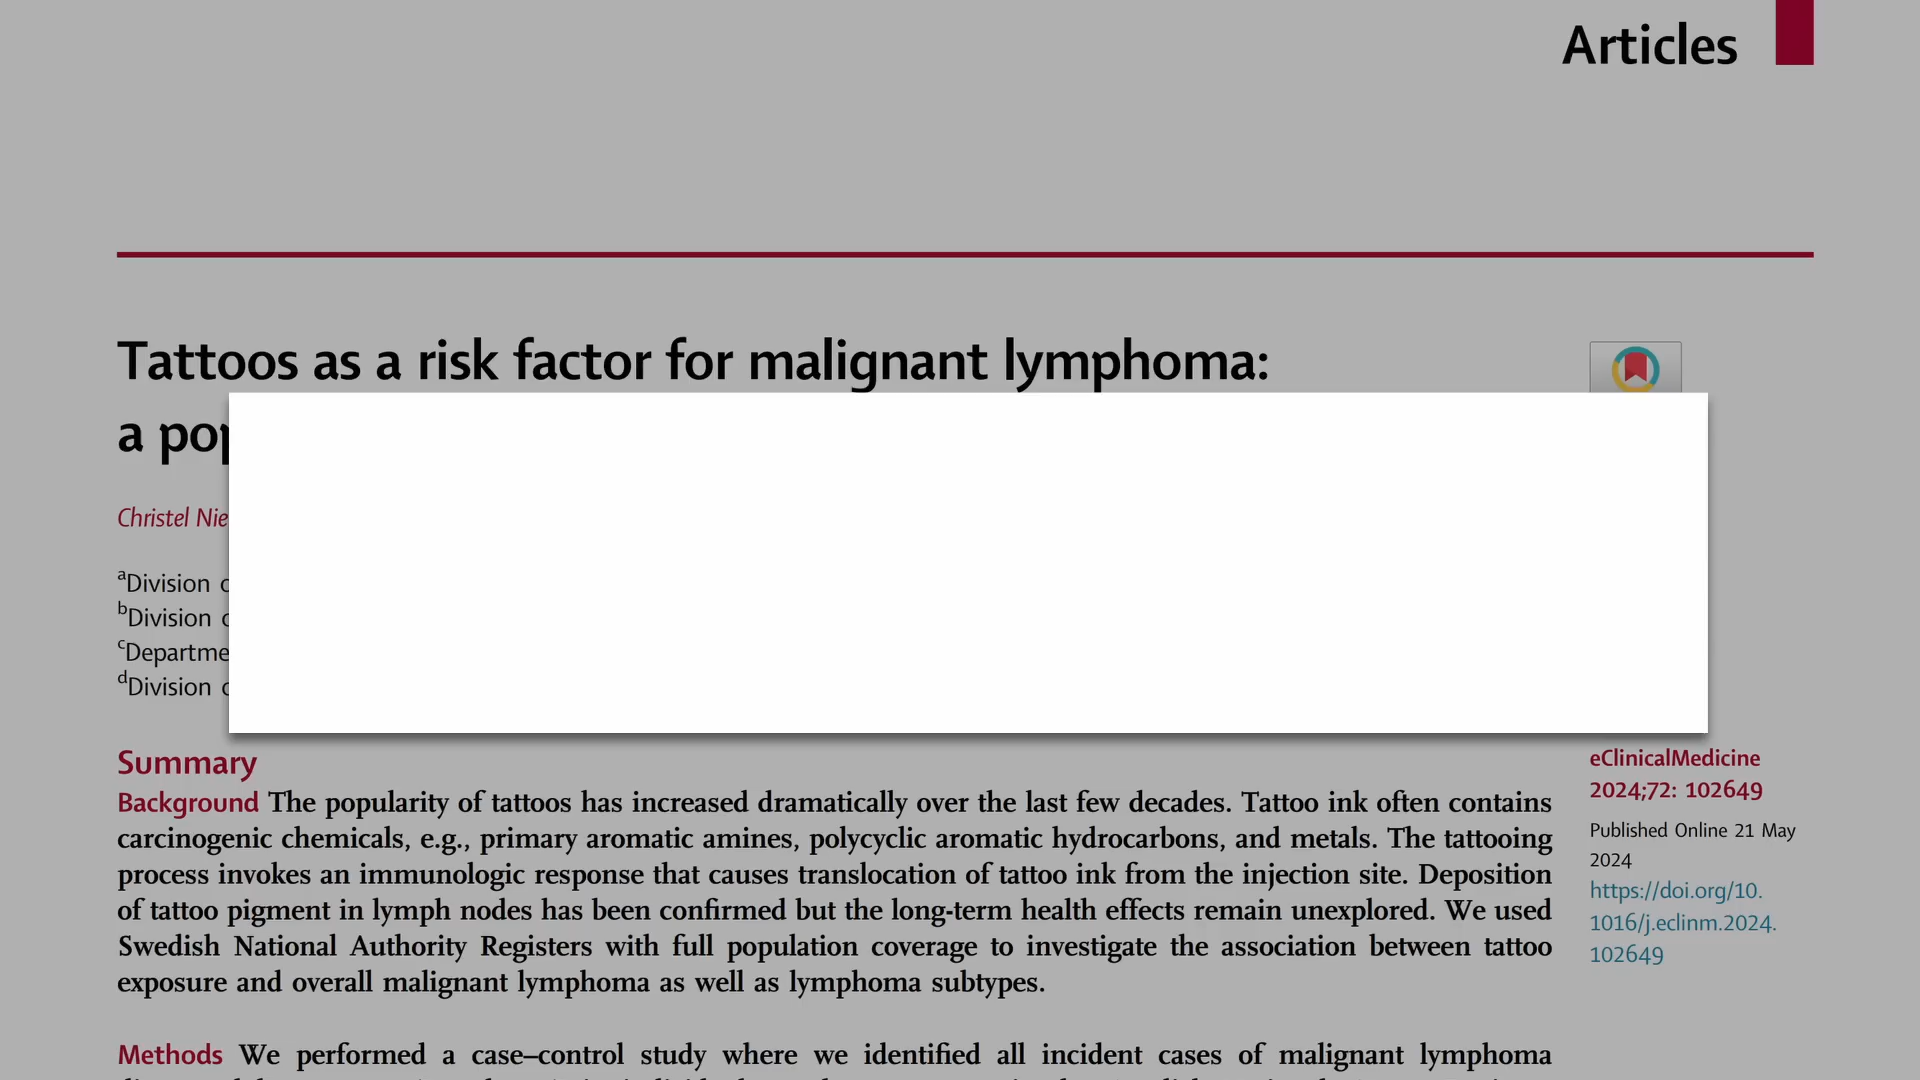 Articles
Tattoos as a risk factor for malignant lymphoma:
a pop
Christel Nie
aDivision
bDivision
cDepartme
dDivision
Summary
Background The popularity of tattoos has increased dramatically over the last few decades. Tattoo ink often contains
carcinogenic chemicals, e.g., primary aromatic amines, polycyclic aromatic hydrocarbons, and metals. The tattooing
process invokes an immunologic response that causes translocation of tattoo ink from the injection site. Deposition
of tattoo pigment in lymph nodes has been confirmed but the long-term health effects remain unexplored. We used
Swedish National Authority Registers with full population coverage to investigate the association between tattoo
exposure and overall malignant lymphoma as well as lymphoma subtypes.
Methods We performed a case–control study where we identified all incident cases of malignant lymphoma
eClinicalMedicine
2024;72: 102649
Published Online 21 May
2024
https://doi.org/10.
1016/j.eclinm.2024.
102649